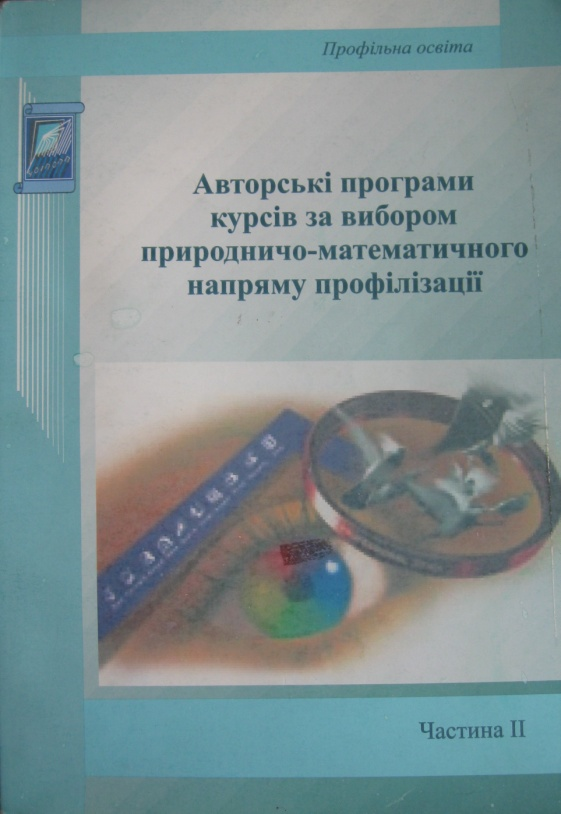 Профільна освіта
Авторські програми
курсів за вибором
природничо-математичного
напряму профілізації
Частина II